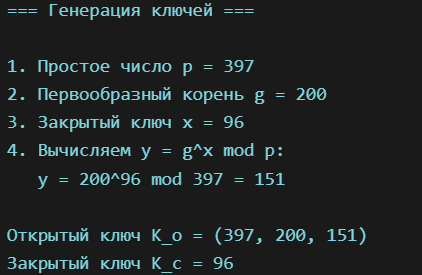 === Генерация ключей ===
1. Простое число p = 397
2. Первообразный корень g = 200
3. Закрытый ключ x = 96
4. Вычисляем y = g^x mod p:
y = 200^96 mod 397 = 151
Открытый ключ K_o = (397, 200, 151)
Закрытый ключ K_c = 96